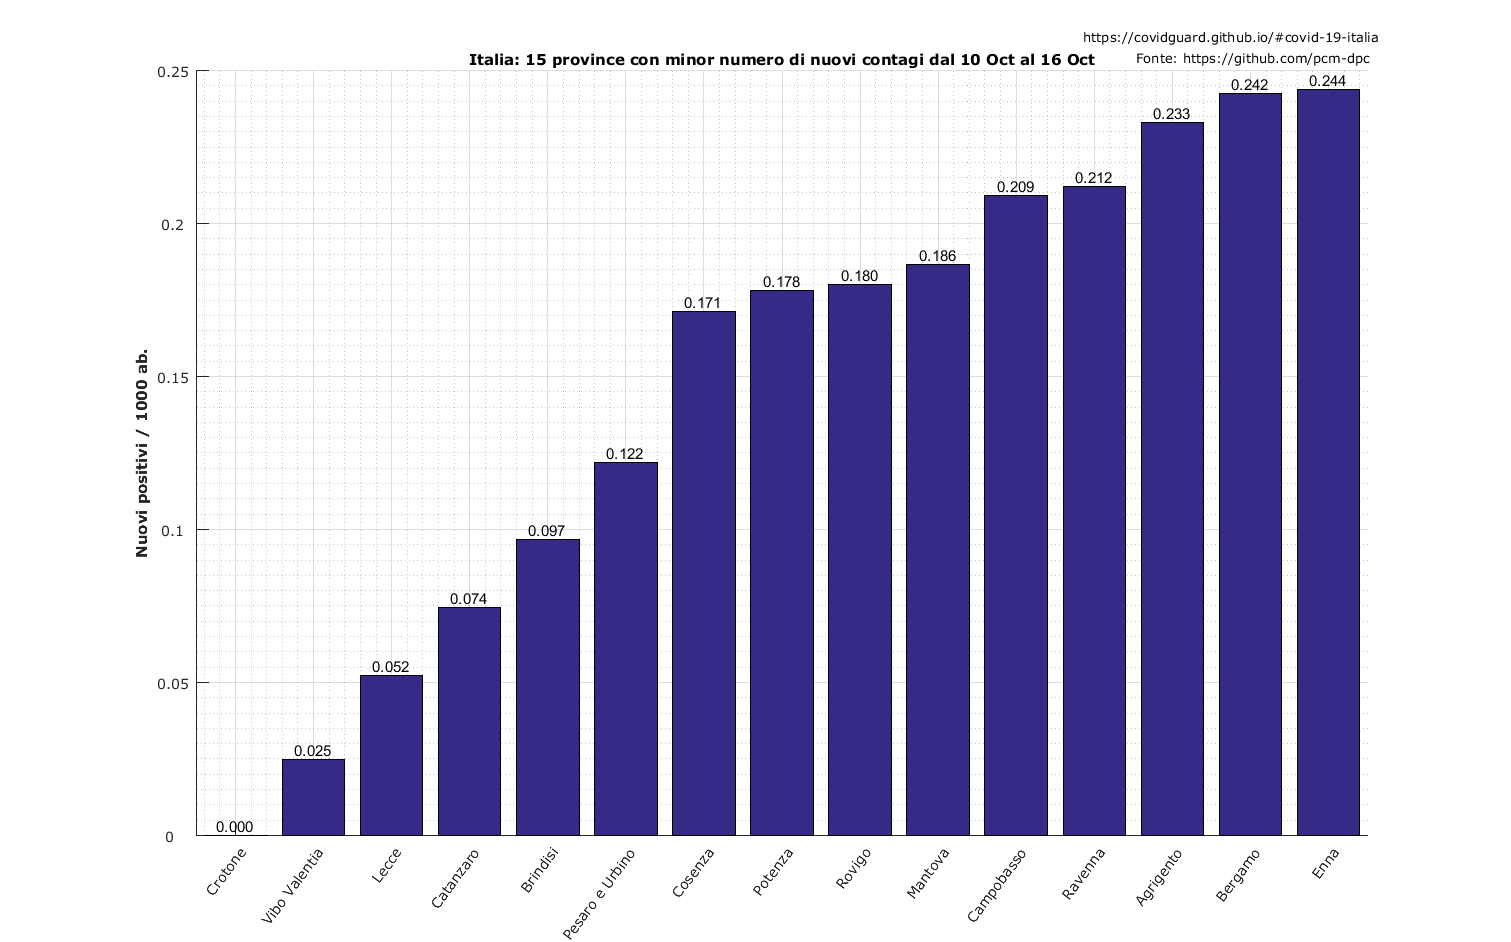 https://covidguard.github.io/#covid-19-italia
Italia: 15 province con minor numero di nuovi contagi dal 10 Oct al 16 Oct
Fonte: https://github.com/pcm-dpc
Nuovi positivi / 1000 ab.
0.25
0.2
0.15
0.1
0.05
0
0.000
0.025
0.052
0.074
0.097
0.122
0.171
0.178
0.180
0.186
0.209
0.212
0.233
0.242
0.244
Crotone
Vibo Valentia
Lecce
Catanzaro
Brindisi
Pesaro e Urbino
Cosenza
Potenza
Rovigo
Mantova
Campobasso
Ravenna
Agrigento
Bergamo
Enna